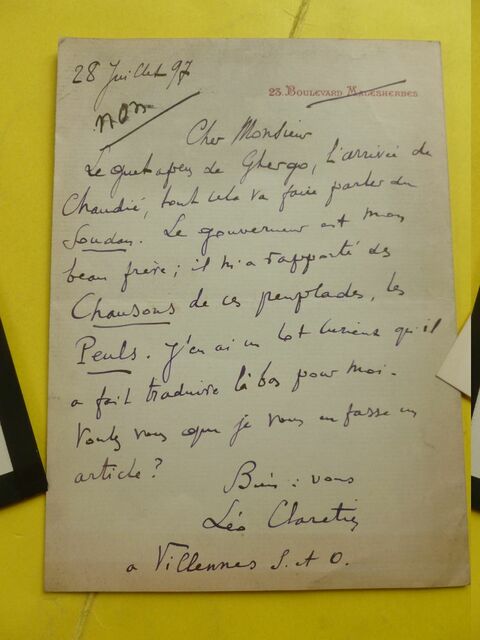 28 Juillet 97
23. Boulevard Malesherbes
non
Cher Monsieur
Le guet apens de Ghergo, l'arrivée de
Chaudié, tout cela va faire parler du
Soudan. Le gouverneur est mon
beau frère; il m'a rapporté des
Chansons de ces peuplades, les
Peuls. J'en ai un lot curieux qu'il
a fait traduire là bas pour moi.
Voulez vous que je vous en fasse un
article?
Bien à vous
Léo Claretie
à Villennes S. et O.